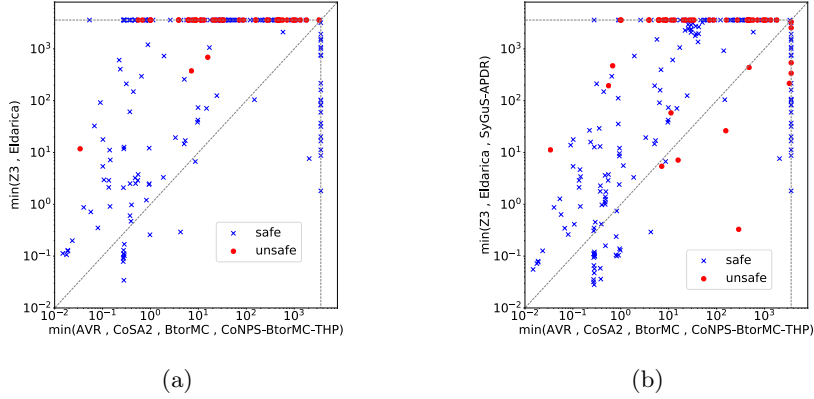 10³
10²
10¹
10⁰
10⁻¹
10⁻²
min(Z3 , Eldarica)
safe
unsafe
10⁻² 10⁻¹ 10⁰ 10¹ 10² 10³
min(AVR , CoSA2 , BtorMC , CoNPS-BtorMC-THP)
(a)
10³
10²
10¹
10⁰
10⁻¹
10⁻²
min(Z3 , Eldarica , SyGuS-APDR)
safe
unsafe
10⁻² 10⁻¹ 10⁰ 10¹ 10² 10³
min(AVR , CoSA2 , BtorMC , CoNPS-BtorMC-THP)
(b)